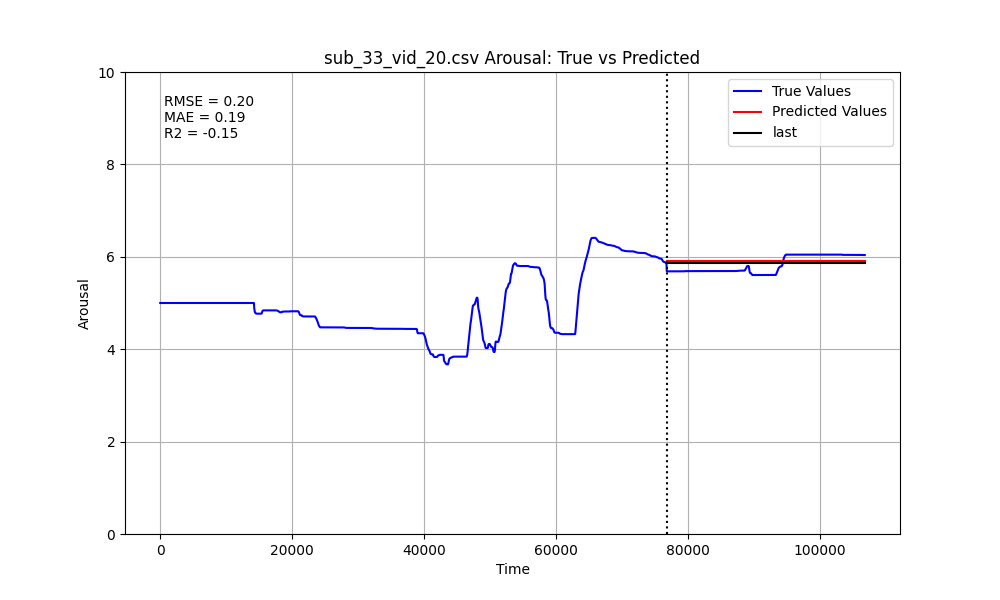 sub_33_vid_20.csv Arousal: True vs Predicted
RMSE = 0.20
MAE = 0.19
R2 = -0.15
True Values
Predicted Values
last
Arousal
10
8
6
4
2
0
0 20000 40000 60000 80000 100000
Time